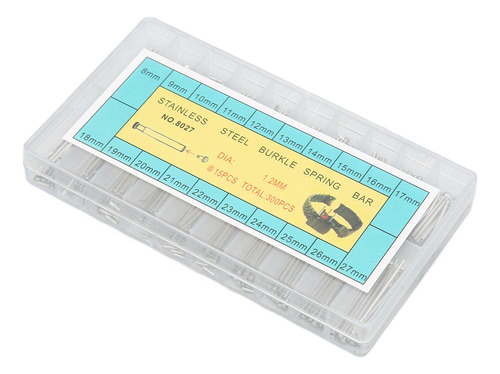 8mm 9mm 10mm 11mm 12mm 13mm 14mm 15mm 16mm 17mm
STAINLESS STEEL BURKLE SPRING BAR
NO.8027
DIA: 1.2MM
@15PCS TOTAL:300PCS
18mm 19mm 20mm 21mm 22mm 23mm 24mm 25mm 26mm 27mm